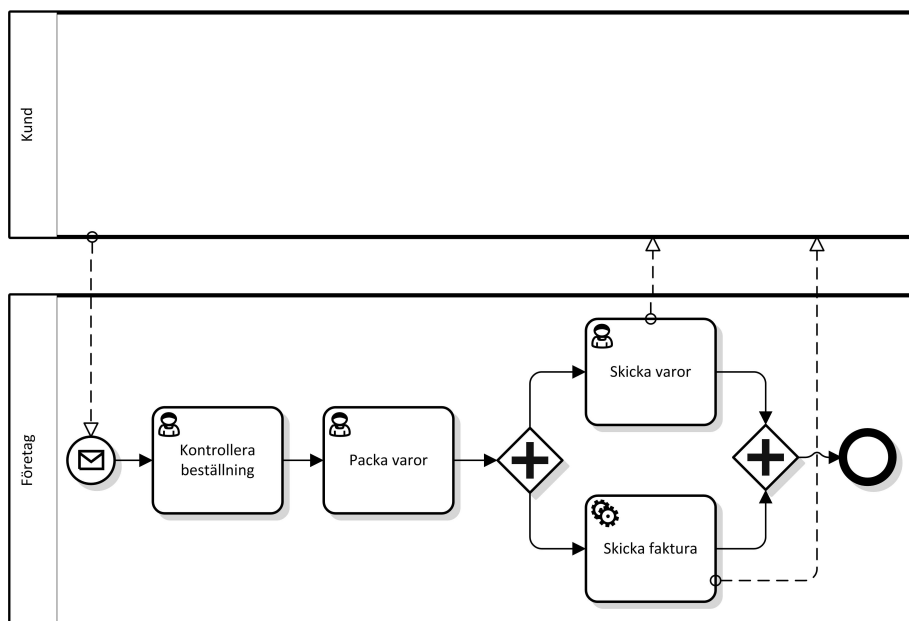 Kund
Företag
Kontrollera
beställning
Packa varor
Skicka varor
Skicka faktura